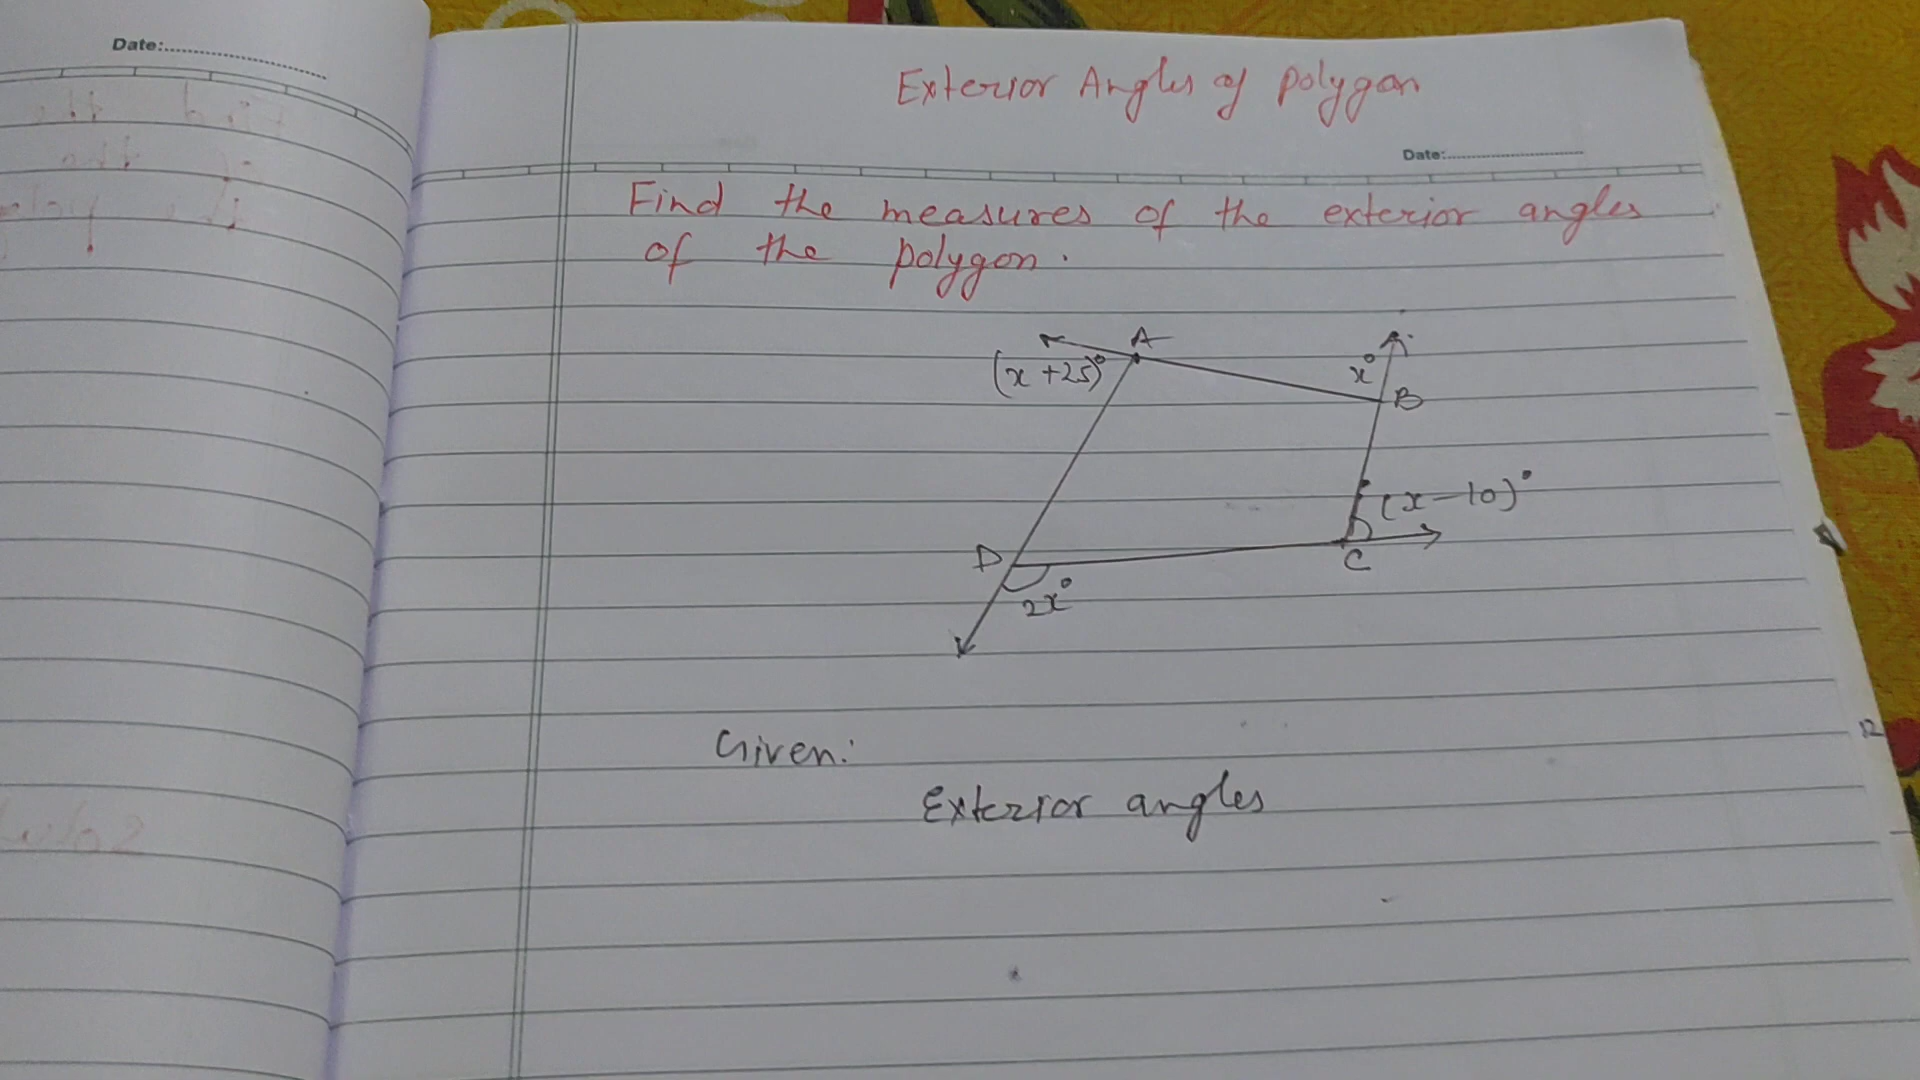 Date:
Exterior Angles of polygon
Date:
Find the measures of the exterior angles
of the polygon.
A
(x+25)°
x°
B
(x-10)°
D
C
2x°
Given:
Exterior angles